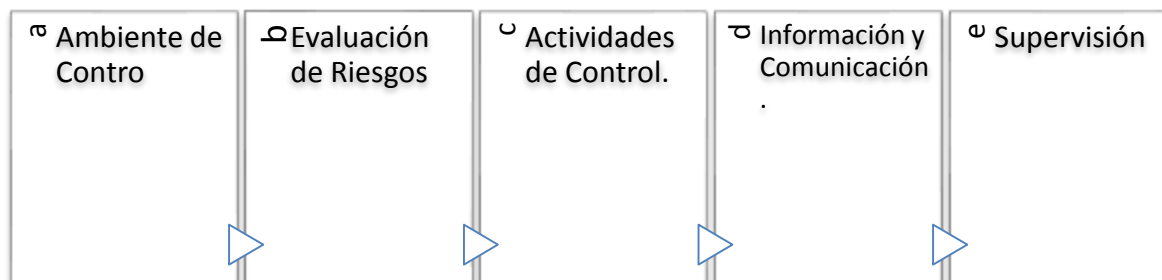 a Ambiente de
Contro
b Evaluación
de Riesgos
c Actividades
de Control.
d Información y
Comunicación
.
e Supervisión